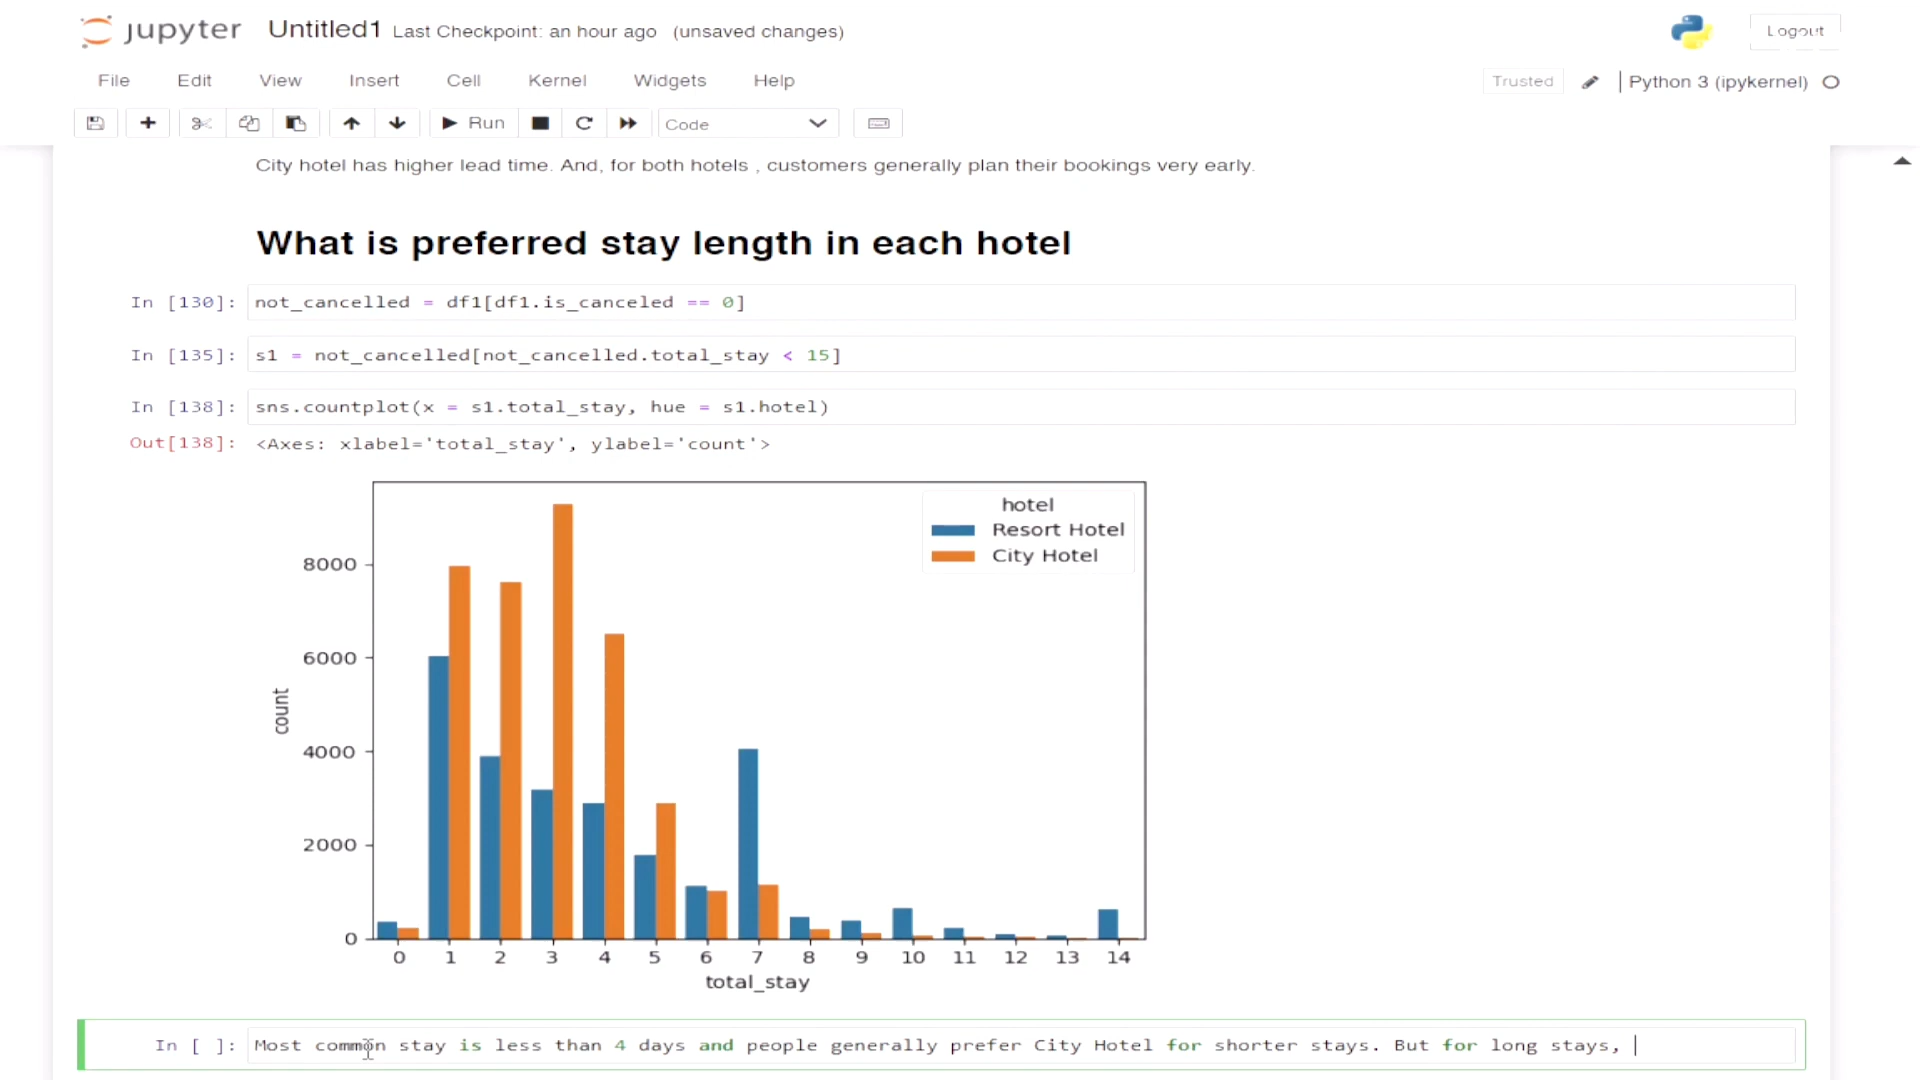 jupyter Untitled1 Last Checkpoint: an hour ago (unsaved changes) Logout
File Edit View Insert Cell Kernel Widgets Help Trusted Python 3 (ipykernel)
Run Code
City hotel has higher lead time. And, for both hotels , customers generally plan their bookings very early.
What is preferred stay length in each hotel
In [130]: not_cancelled = df1[df1.is_canceled == 0]
In [135]: s1 = not_cancelled[not_cancelled.total_stay < 15]
In [138]: sns.countplot(x = s1.total_stay, hue = s1.hotel)
Out[138]: <Axes: xlabel='total_stay', ylabel='count'>
hotel
Resort Hotel
City Hotel
8000
6000
count
4000
2000
0
0 1 2 3 4 5 6 7 8 9 10 11 12 13 14
total_stay
In [ ]: Most common stay is less than 4 days and people generally prefer City Hotel for shorter stays. But for long stays,